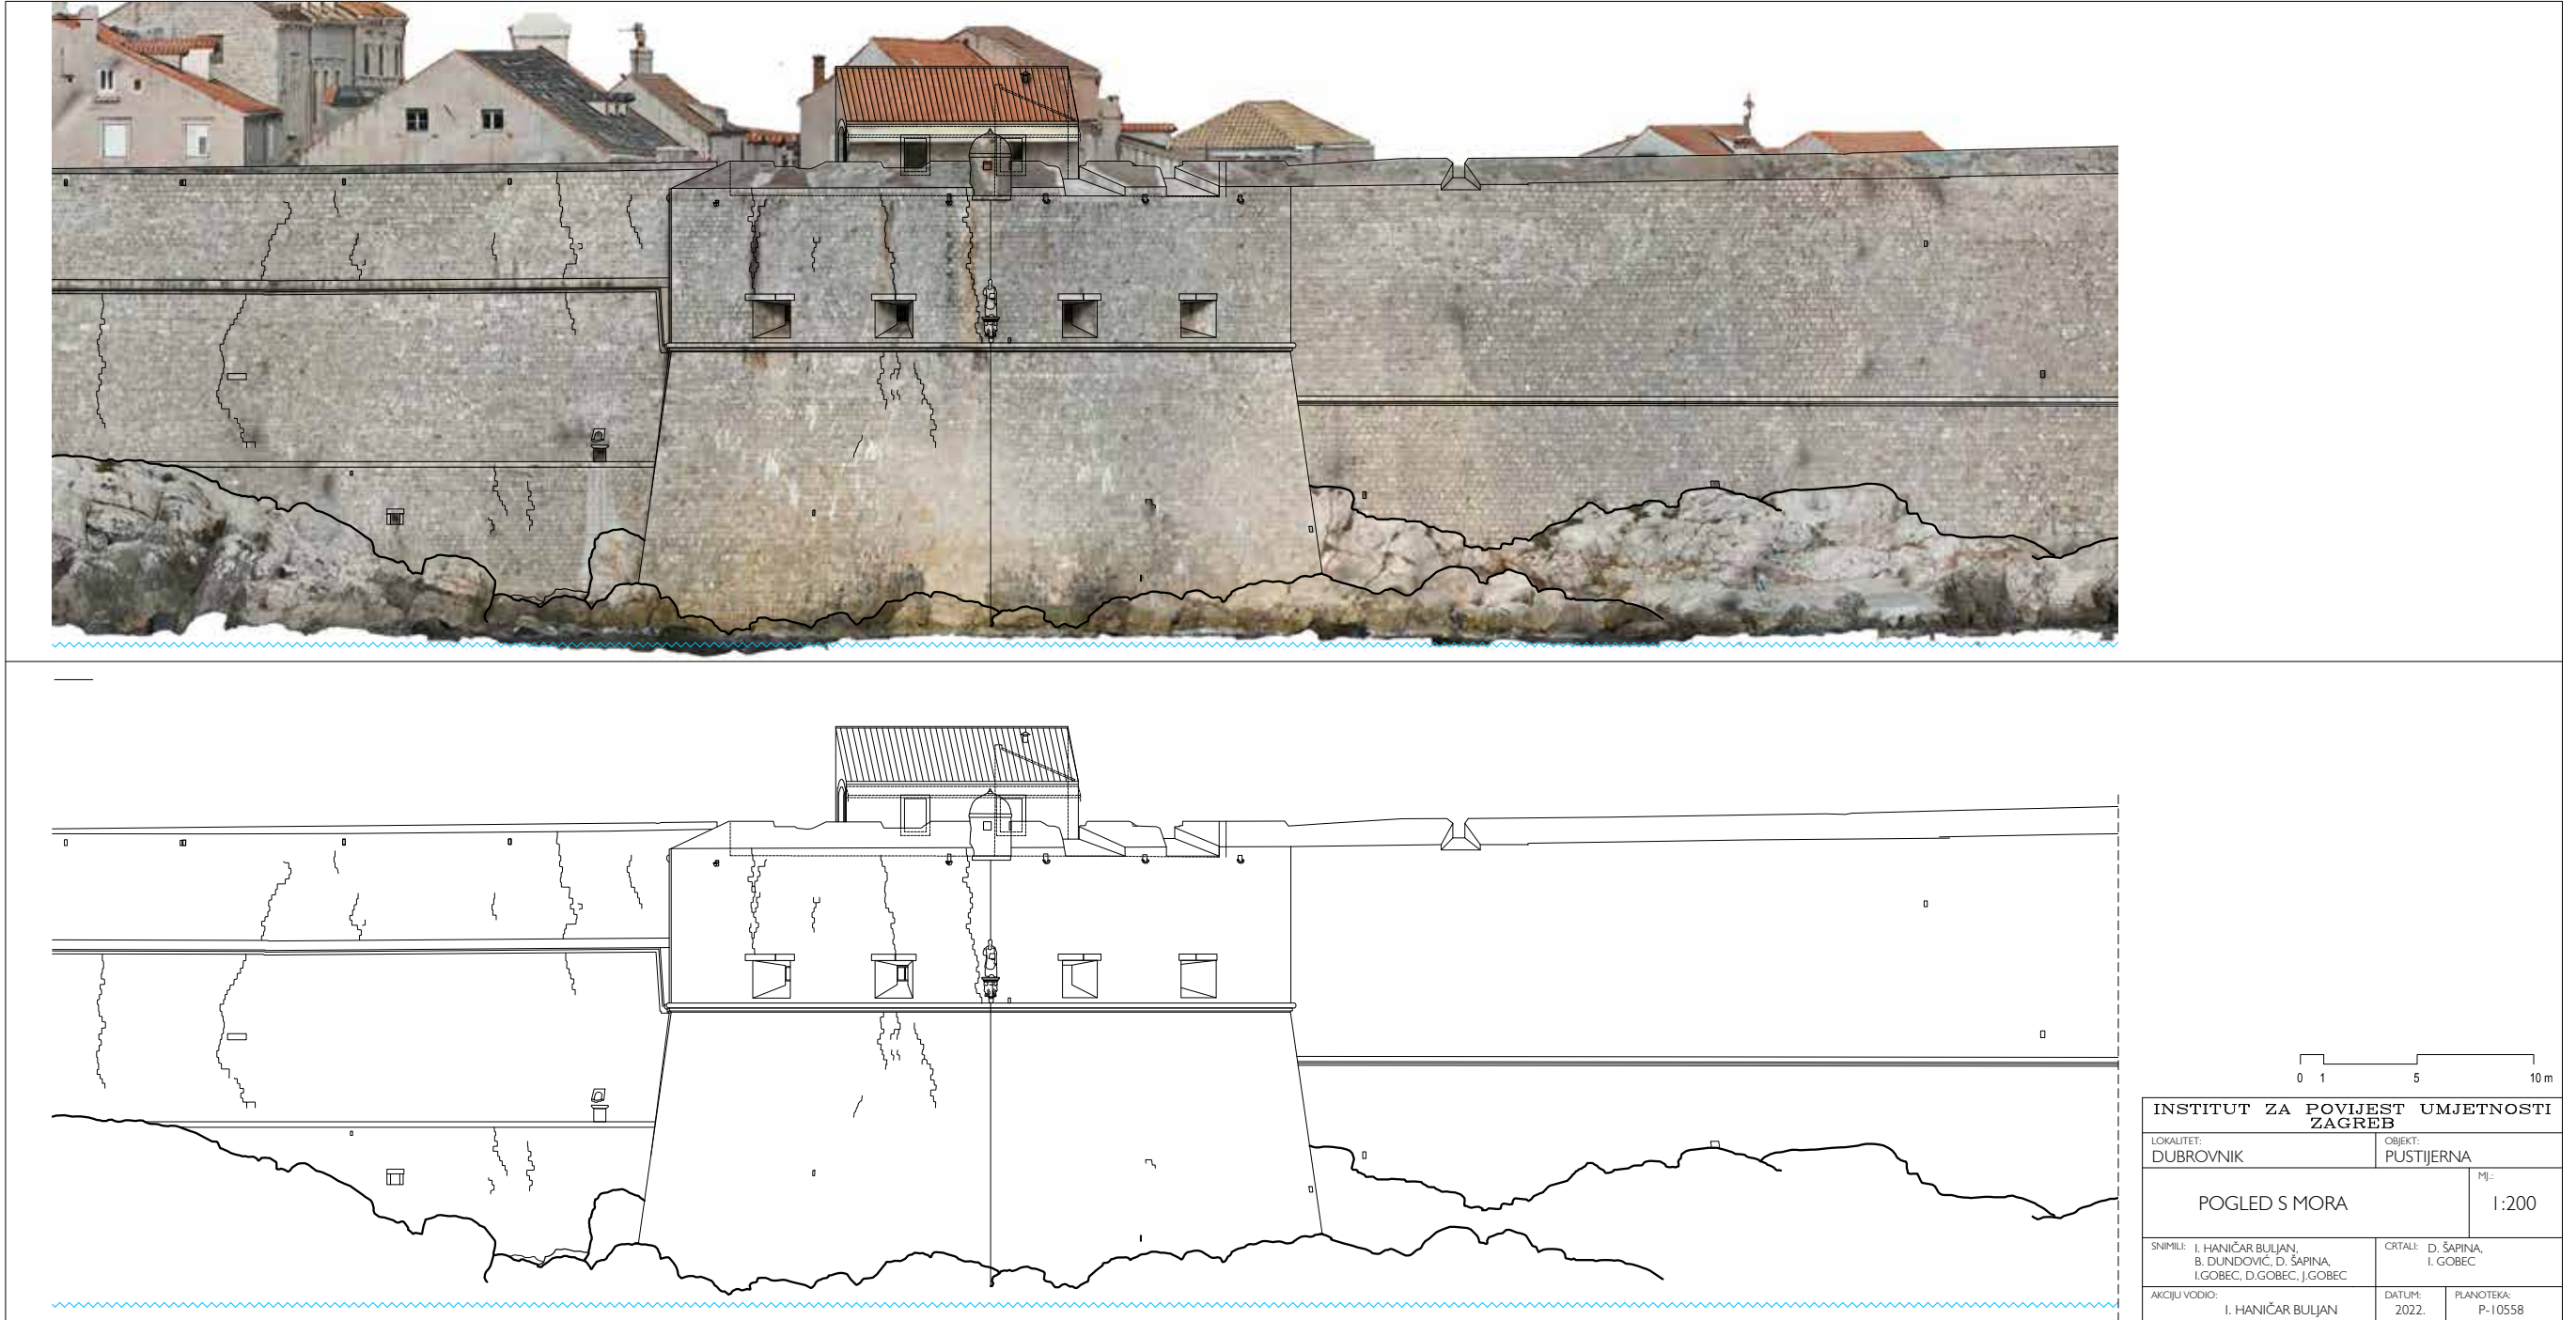 0 1 5 10 m
INSTITUT ZA POVIJEST UMJETNOSTI
ZAGREB
LOKALITET:
DUBROVNIK
OBJEKT:
PUSTIJERNA
POGLED S MORA
MJ.:
1:200
SNIMILI: I. HANIČAR BULJAN,
B. DUNDOVIĆ, D. ŠAPINA,
I.GOBEC, D.GOBEC, J.GOBEC
CRTALI: D. ŠAPINA,
I. GOBEC
AKCIJU VODIO:
I. HANIČAR BULJAN
DATUM:
2022.
PLANOTEKA:
P-10558